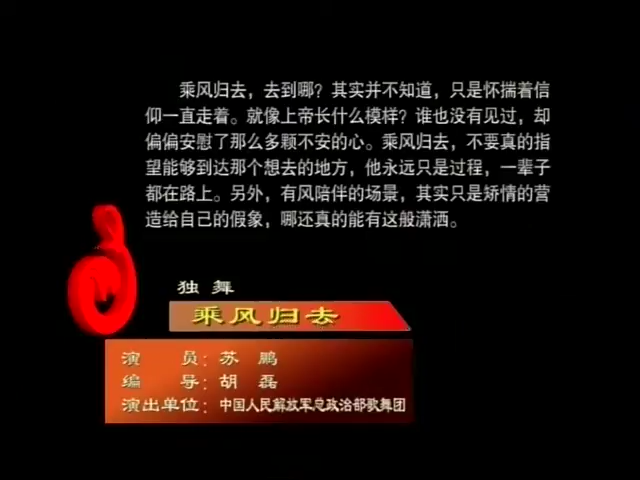 乘风归去，去到哪？其实并不知道，只是怀揣着信
仰一直走着。就像上帝长什么模样？谁也没有见过，却
偏偏安慰了那么多颗不安的心。乘风归去，不要真的指
望能够到达那个想去的地方，他永远只是过程，一辈子
都在路上。另外，有风陪伴的场景，其实只是矫情的营
造给自己的假象，哪还真的能有这般潇洒。
独 舞
乘风归去
演 员：苏 鹏
编 导：胡 磊
演出单位：中国人民解放军总政治部歌舞团